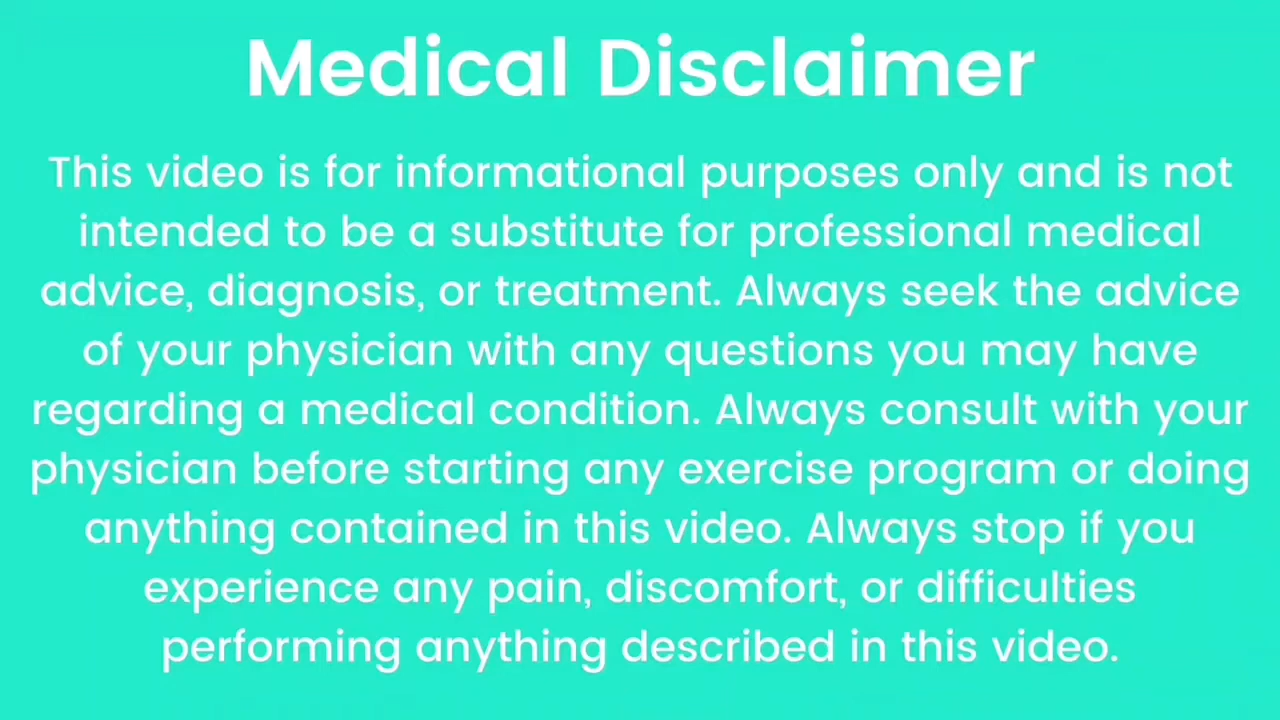 Medical Disclaimer
This video is for informational purposes only and is not
intended to be a substitute for professional medical
advice, diagnosis, or treatment. Always seek the advice
of your physician with any questions you may have
regarding a medical condition. Always consult with your
physician before starting any exercise program or doing
anything contained in this video. Always stop if you
experience any pain, discomfort, or difficulties
performing anything described in this video.